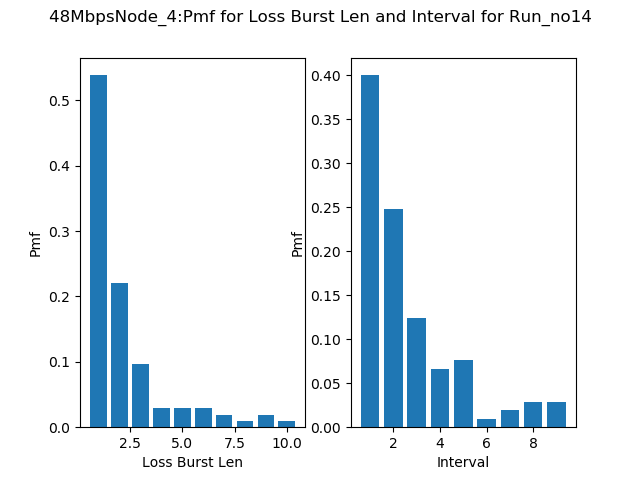 48MbpsNode_4:Pmf for Loss Burst Len and Interval for Run_no14
Pmf
0.5
0.4
0.3
0.2
0.1
0.0
2.5 5.0 7.5 10.0
Loss Burst Len
Pmf
0.40
0.35
0.30
0.25
0.20
0.15
0.10
0.05
0.00
2 4 6 8
Interval